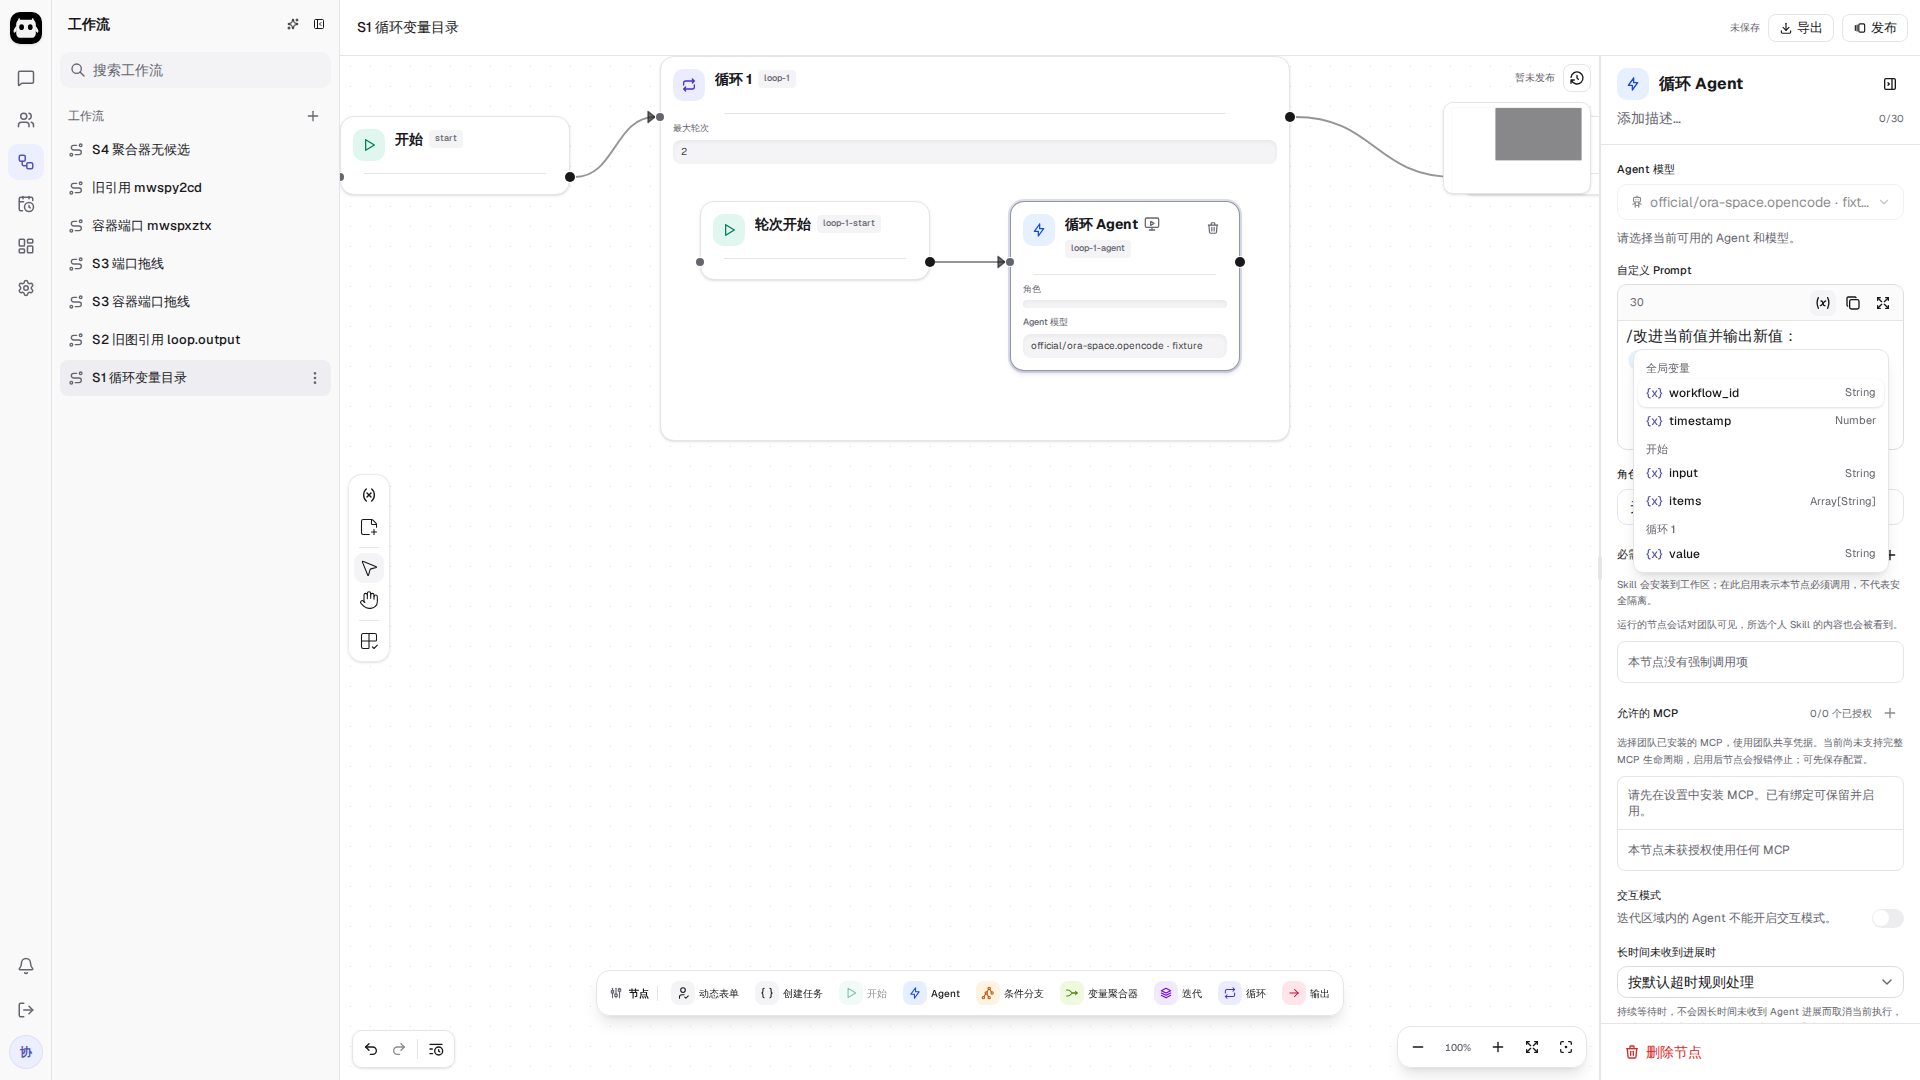 工作流
搜索工作流
工作流
S4 聚合器无候选
旧引用 mwspy2cd
容器端口 mwspxztx
S3 端口拖线
S3 容器端口拖线
S2 旧图引用 loop.output
S1 循环变量目录
协
S1 循环变量目录
未保存
导出
发布
暂未发布
开始 start
循环 1 loop-1
最大轮次
2
轮次开始 loop-1-start
循环 Agent
loop-1-agent
角色
Agent 模型
official/ora-space.opencode · fixture
节点
动态表单
创建任务
开始
Agent
条件分支
变量聚合器
迭代
循环
输出
100%
循环 Agent
添加描述...
0/30
Agent 模型
official/ora-space.opencode · fixt...
请选择当前可用的 Agent 和模型。
自定义 Prompt
30
/改进当前值并输出新值：
全局变量
{x} workflow_id String
{x} timestamp Number
开始
{x} input String
{x} items Array[String]
循环 1
{x} value String
Skill 会安装到工作区；在此启用表示本节点必须调用，不代表安
全隔离。
运行的节点会话对团队可见，所选个人 Skill 的内容也会被看到。
本节点没有强制调用项
允许的 MCP
0/0 个已授权
选择团队已安装的 MCP，使用团队共享凭据。当前尚未支持完整
MCP 生命周期，启用后节点会报错停止；可先保存配置。
请先在设置中安装 MCP。已有绑定可保留并启
用。
本节点未获授权使用任何 MCP
交互模式
迭代区域内的 Agent 不能开启交互模式。
长时间未收到进展时
按默认超时规则处理
持续等待时，不会因长时间未收到 Agent 进展而取消当前执行，
删除节点